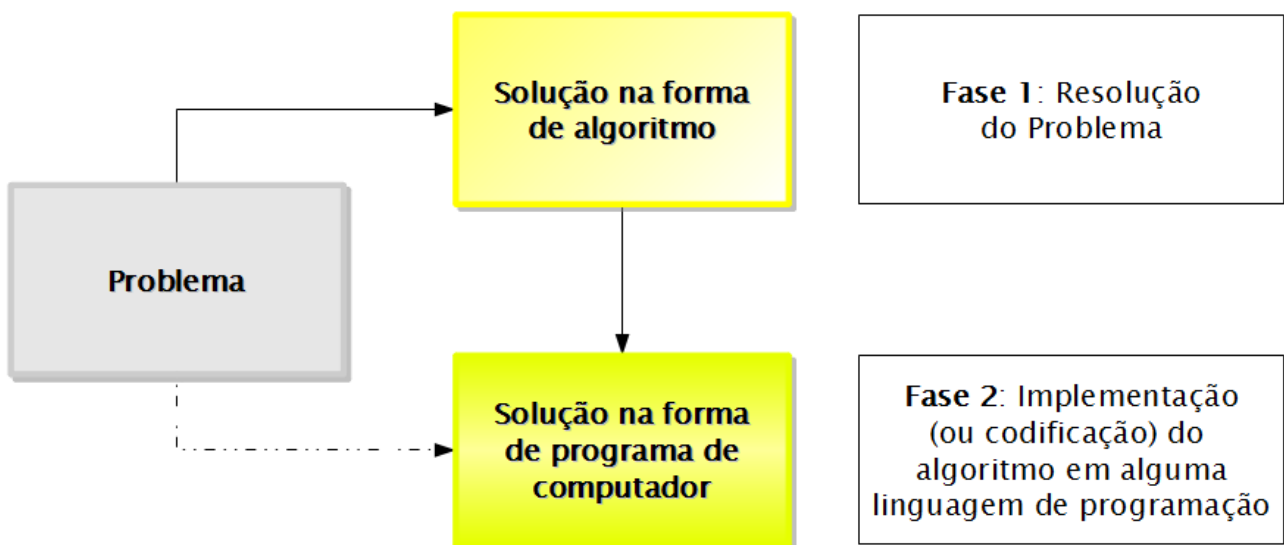 Solução na forma
de algoritmo
Fase 1: Resolução
do Problema
Problema
Solução na forma
de programa de
computador
Fase 2: Implementação
(ou codificação) do
algoritmo em alguma
linguagem de programação